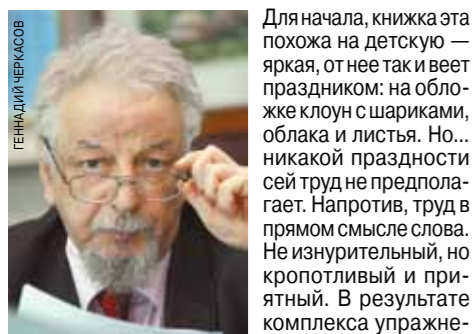 ГЕННАДИЙ ЧЕРКАСОВ
Для начала, книжка эта
похожа на детскую —
яркая, от нее так и веет
праздником: на обло-
жке клоун с шариками,
облака и листья. Но...
никакой праздности
сей труд не предпола-
гает. Напротив, труд в
прямом смысле слова.
Не изнурительный, но
кропотливый и при-
ятный. В результате
комплекса упражне-